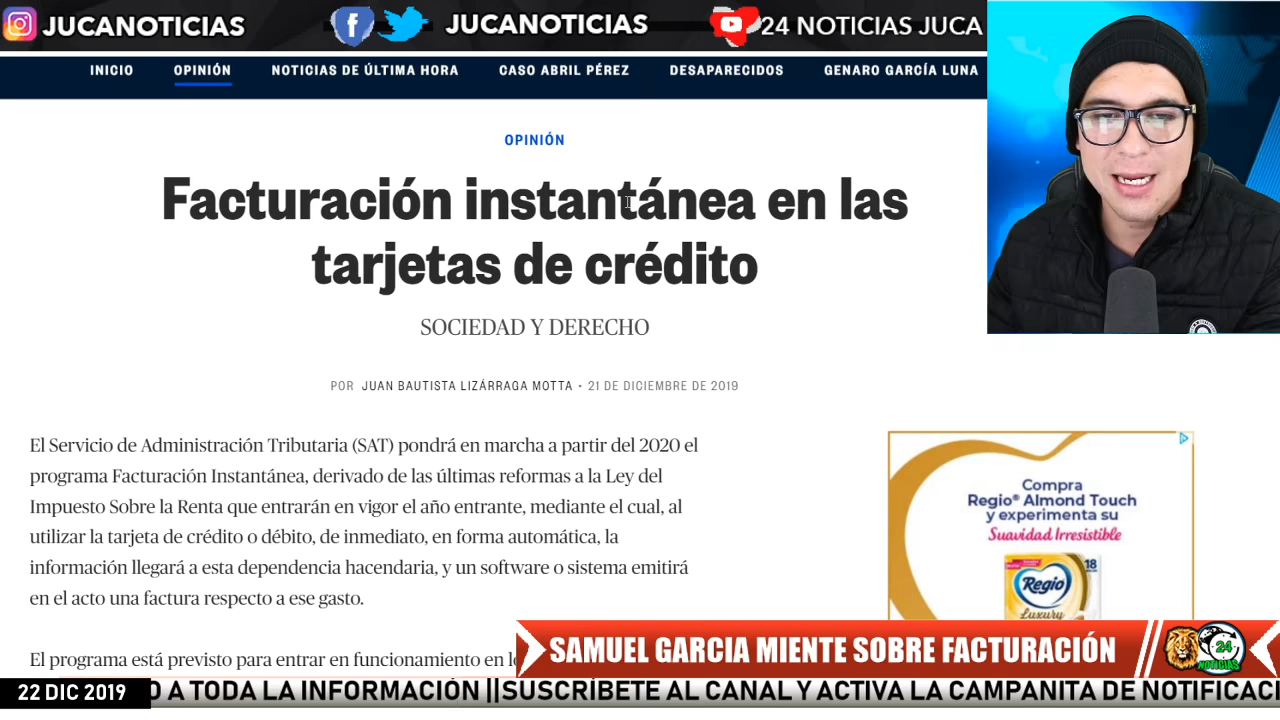 JUCANOTICIAS
JUCANOTICIAS
24 NOTICIAS JUCA
INICIO OPINIÓN NOTICIAS DE ÚLTIMA HORA CASO ABRIL PÉREZ DESAPARECIDOS GENARO GARCÍA LUNA
OPINIÓN
Facturación instantánea en las
tarjetas de crédito
SOCIEDAD Y DERECHO
POR JUAN BAUTISTA LIZÁRRAGA MOTTA • 21 DE DICIEMBRE DE 2019
El Servicio de Administración Tributaria (SAT) pondrá en marcha a partir del 2020 el
programa Facturación Instantánea, derivado de las últimas reformas a la Ley del
Impuesto Sobre la Renta que entrarán en vigor el año entrante, mediante el cual, al
utilizar la tarjeta de crédito o débito, de inmediato, en forma automática, la
información llegará a esta dependencia hacendaria, y un software o sistema emitirá
en el acto una factura respecto a ese gasto.
El programa está previsto para entrar en funcionamiento en
Compra
Regio® Almond Touch
y experimenta su
Suavidad Irresistible
18
Regio
Luxury
SAMUEL GARCIA MIENTE SOBRE FACTURACIÓN
24
NOTICIAS
22 DIC 2019
O A TODA LA INFORMACIÓN ||SUSCRÍBETE AL CANAL Y ACTIVA LA CAMPANITA DE NOTIFICAC